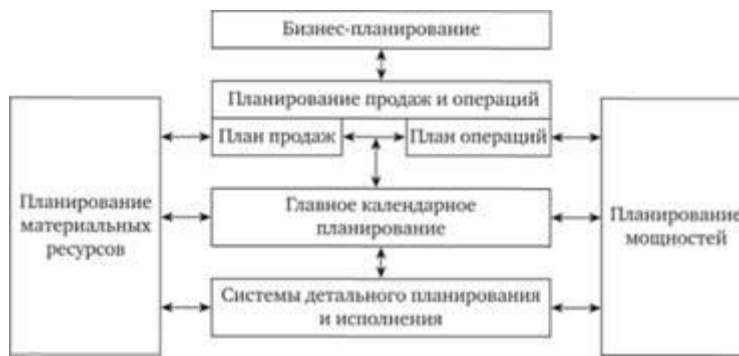 Бизнес-планирование
Планирование продаж и операций
План продаж
План операций
Планирование
материальных
ресурсов
Главное календарное
планирование
Планирование
мощностей
Системы детального планирования
и исполнения